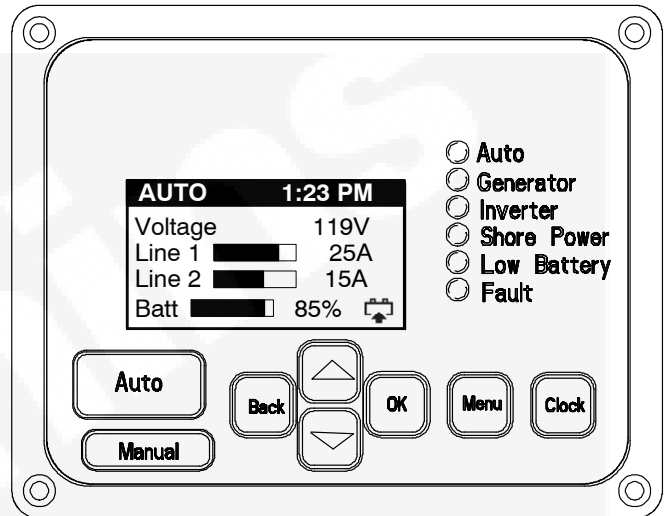 AUTO 1:23 PM
Voltage 119V
Line 1 25A
Line 2 15A
Batt 85%
Auto
Generator
Inverter
Shore Power
Low Battery
Fault
Auto
Manual
Back
OK
Menu
Clock